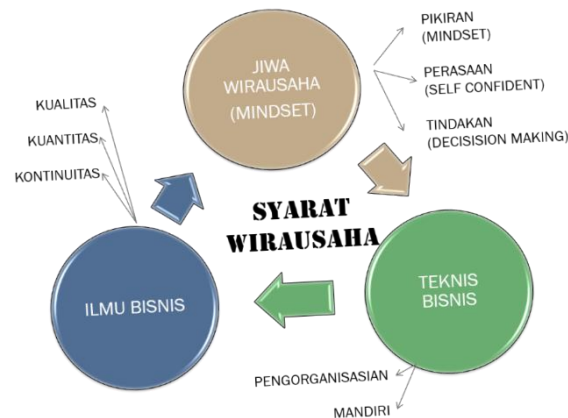 JIWA
WIRAUSAHA
(MINDSET)
PIKIRAN
(MINDSET)
PERASAAN
(SELF CONFIDENT)
TINDAKAN
(DECISISION MAKING)
KUALITAS
KUANTITAS
KONTINUITAS
SYARAT
WIRAUSAHA
ILMU BISNIS
TEKNIS
BISNIS
PENGORGANISASIAN
MANDIRI